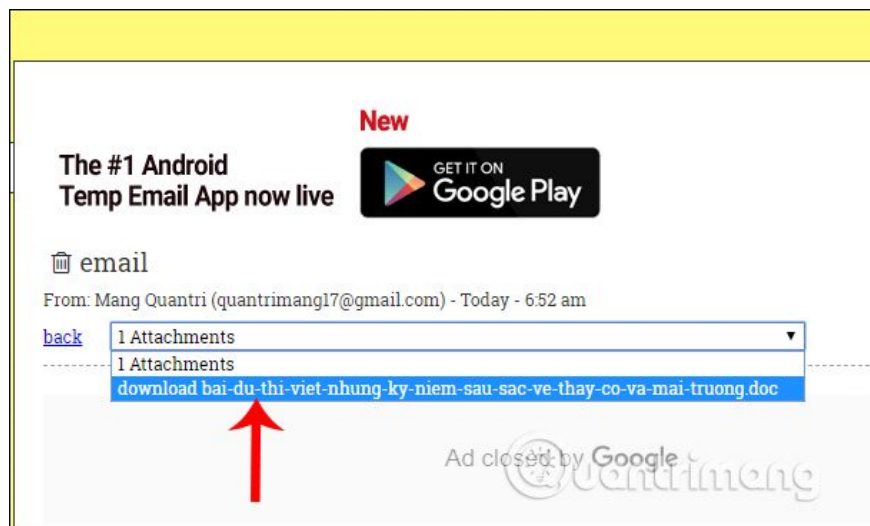 New
The #1 Android
Temp Email App now live
GET IT ON
Google Play
email
From: Mang Quantri (quantrimang17@gmail.com) - Today - 6:52 am
back
1 Attachments
1 Attachments
download bai-du-thi-viet-nhung-ky-niem-sau-sac-ve-thay-co-va-mai-truong.doc
Ad closed by Google
Quantrimang